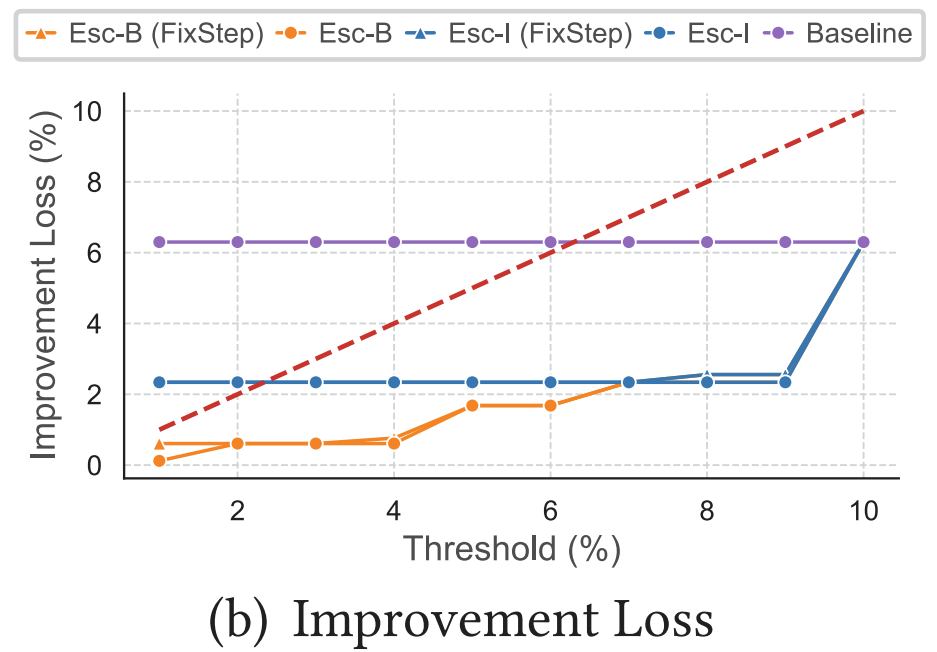 Esc-B (FixStep) Esc-B Esc-I (FixStep) Esc-I Baseline
Improvement Loss (%)
10
8
6
4
2
0
2 4 6 8 10
Threshold (%)
(b) Improvement Loss